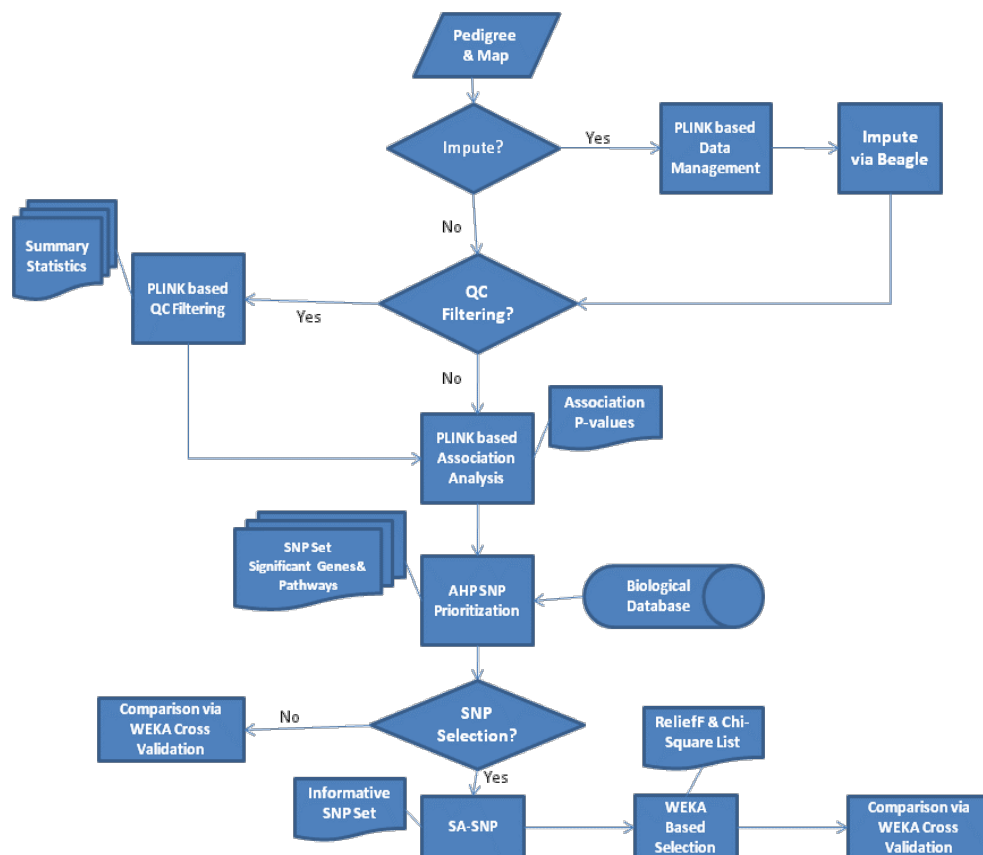 Pedigree
& Map
Impute?
Yes
PLINK based
Data
Management
Impute
via Beagle
No
Summary
Statistics
PLINK based
QC Filtering
Yes
QC
Filtering?
No
PLINK based
Association
Analysis
Association
P-values
SNP Set
Significant Genes&
Pathways
AHP SNP
Prioritization
Biological
Database
Comparison via
WEKA Cross
Validation
No
SNP
Selection?
ReliefF & Chi-
Square List
Yes
Informative
SNP Set
SA-SNP
WEKA
Based
Selection
Comparison via
WEKA Cross
Validation